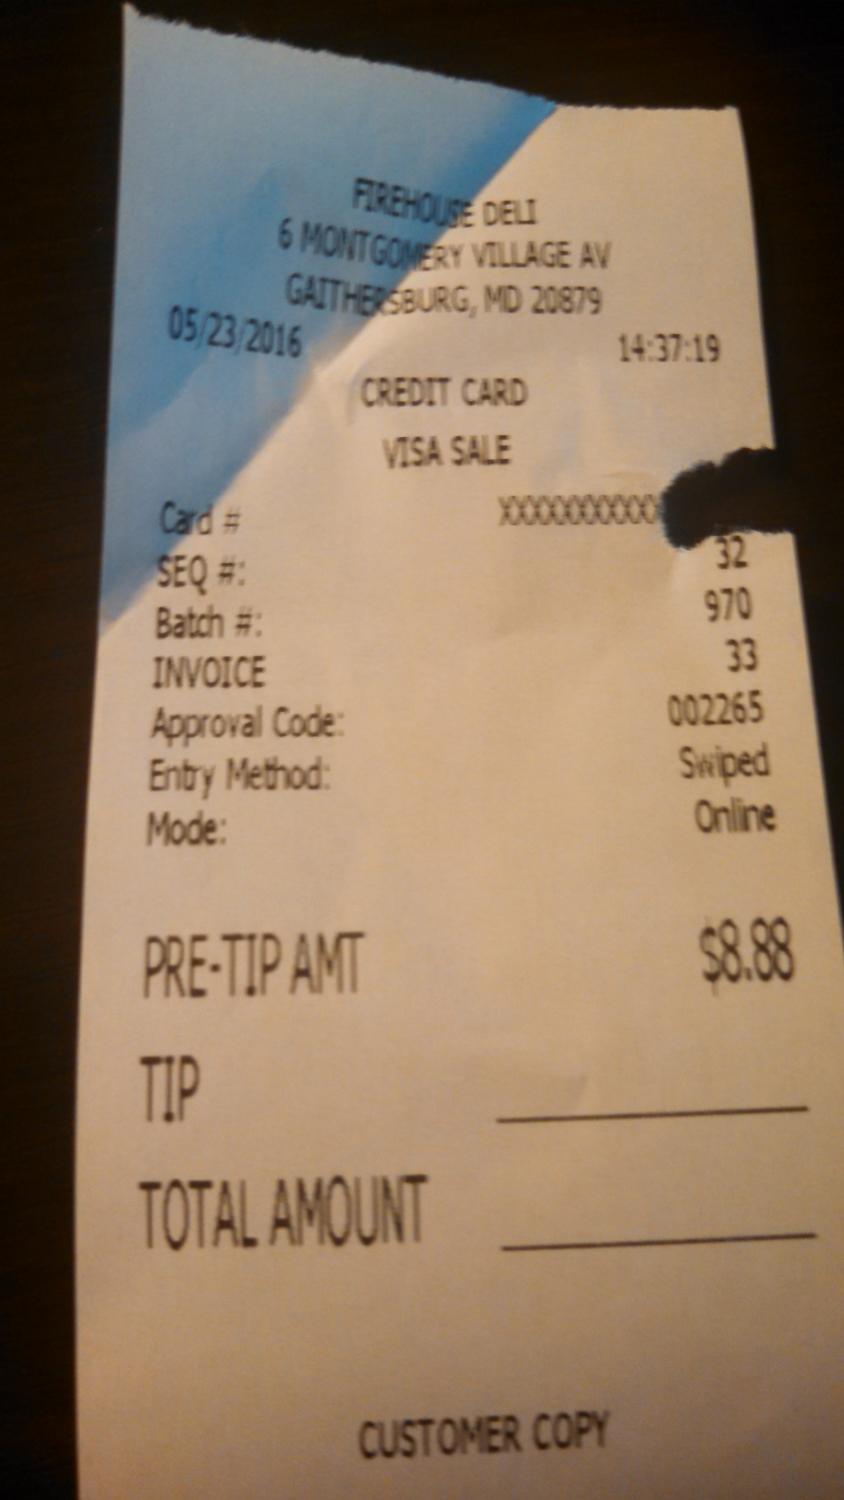 FIREHOUSE DELI
6 MONTGOMERY VILLAGE AV
GAITHERSBURG, MD 20879
05/23/2016 14:37:19
CREDIT CARD
VISA SALE
Card # XXXXXXXXXXX
SEQ #: 32
Batch #: 970
INVOICE 33
Approval Code: 002265
Entry Method: Swiped
Mode: Online
PRE-TIP AMT $8.88
TIP
TOTAL AMOUNT
CUSTOMER COPY